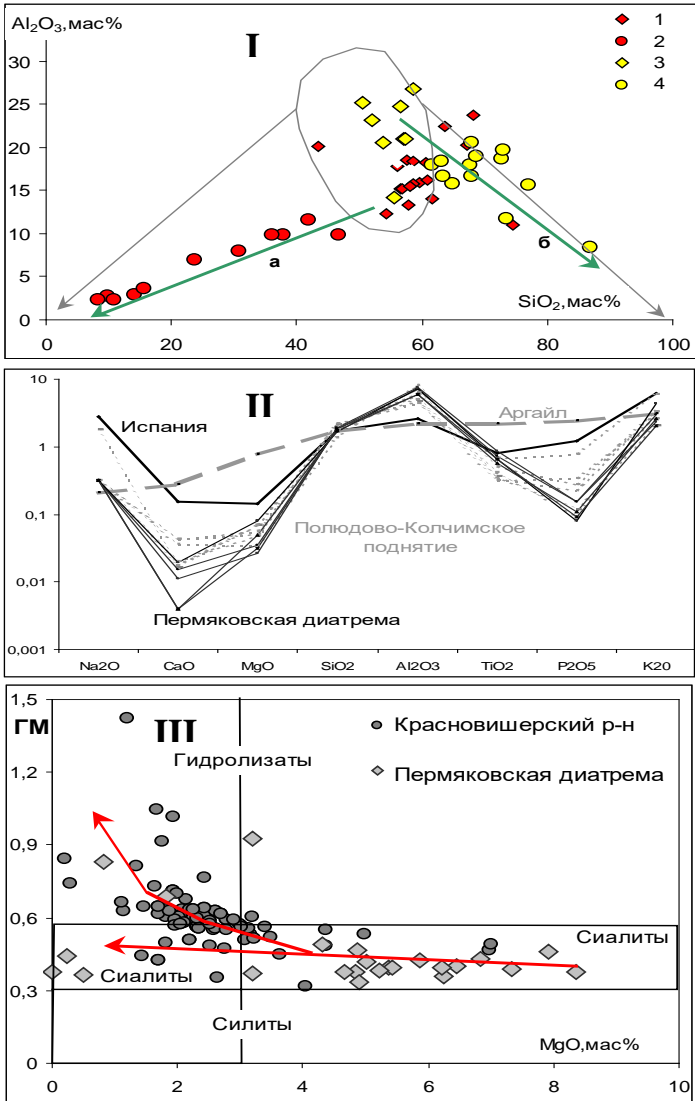 Al₂O₃,мас%
I
1
2
3
4
30
25
20
15
10
5
0
а
б
SiO₂,мас%
0
20
40
60
80
100
10
1
0,1
0,01
0,001
II
Испания
Аргайл
Полюдово-Колчимское
поднятие
Пермяковская диатрема
Na2O
CaO
MgO
SiO2
Al2O3
TiO2
P2O5
K20
1,5
1,2
0,9
0,6
0,3
0
ГМ
III
Гидролизаты
Красновишерский р-н
Пермяковская диатрема
Сиалиты
Сиалиты
Силиты
MgO,мас%
0
2
4
6
8
10